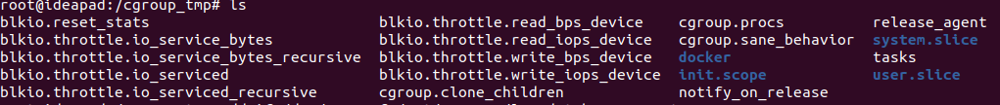 root@ideapad:/cgroup_tmp# ls
blkio.reset_stats blkio.throttle.read_bps_device cgroup.procs release_agent
blkio.throttle.io_service_bytes blkio.throttle.read_iops_device cgroup.sane_behavior system.slice
blkio.throttle.io_service_bytes_recursive blkio.throttle.write_bps_device docker tasks
blkio.throttle.io_serviced blkio.throttle.write_iops_device init.scope user.slice
blkio.throttle.io_serviced_recursive cgroup.clone_children notify_on_release